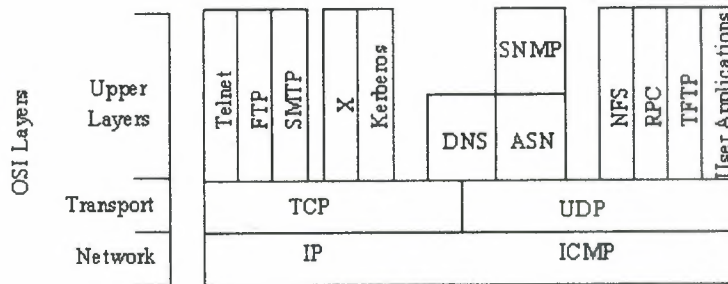 OSI Layers
Upper
Layers
Transport
Network
Telnet
FTP
SMTP
X
Kerberos
SNMP
DNS
ASN
NFS
RPC
TFTP
User Applications
TCP
UDP
IP
ICMP